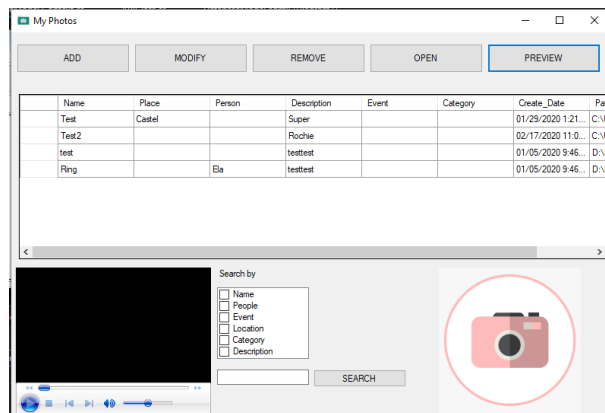 My Photos
ADD MODIFY REMOVE OPEN PREVIEW
Name Place Person Description Event Category Create_Date
Test Castel Super 01/29/2020 1:21...
Test2 Rochie 02/17/2020 11:0...
test testtest 01/05/2020 9:46... D:\
Ring Ela testtest 01/05/2020 9:46... D:\
Search by
Name
People
Event
Location
Category
Description
SEARCH